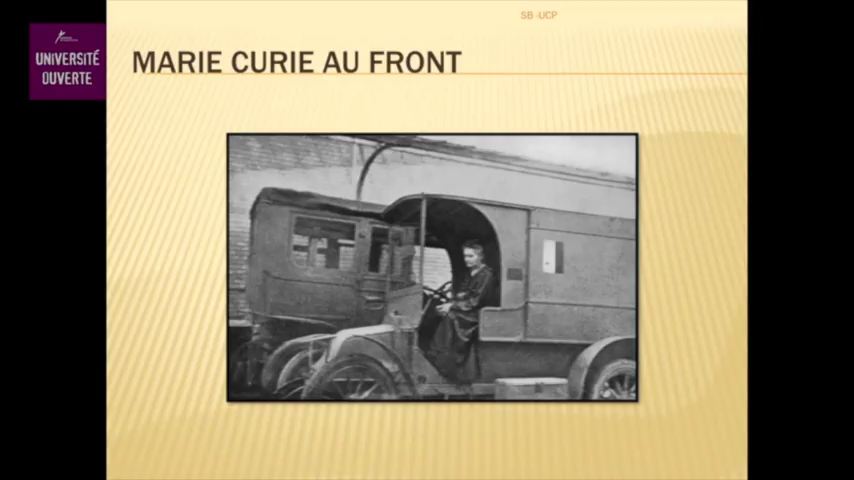 SB -UCP
UNIVERSITÉ
OUVERTE
MARIE CURIE AU FRONT